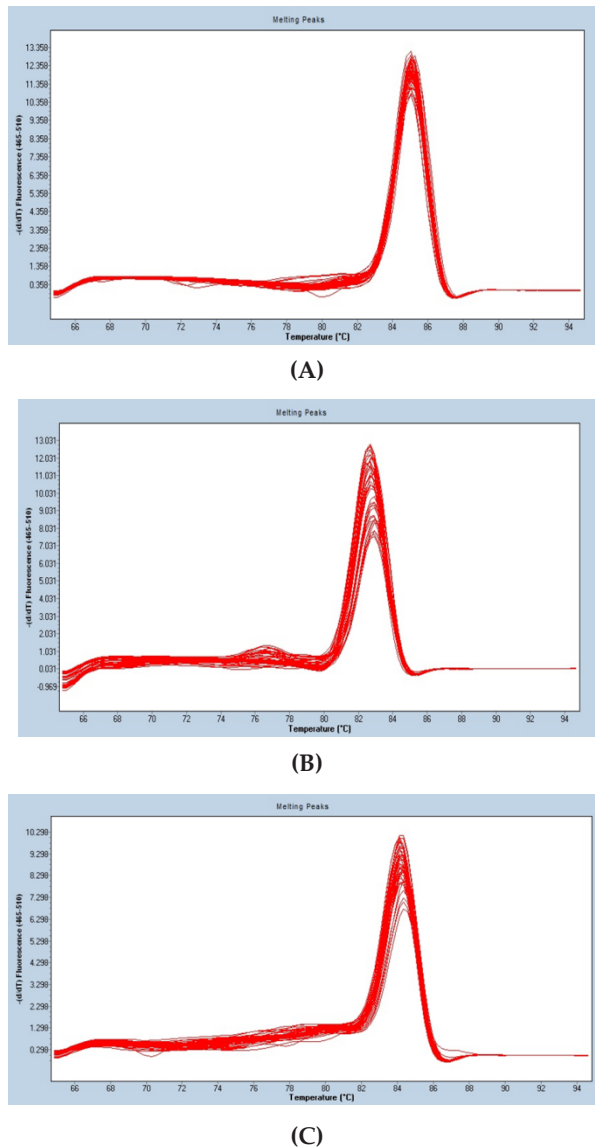 Melting Peaks
-(d/dT) Fluorescence (465-510)
13.358
12.358
11.358
10.358
9.358
8.358
7.358
6.358
5.358
4.358
3.358
2.358
1.358
0.358
66 68 70 72 74 76 78 80 82 84 86 88 90 92 94
Temperature (°C)
(A)
Melting Peaks
-(d/dT) Fluorescence (465-510)
13.031
12.031
11.031
10.031
9.031
8.031
7.031
6.031
5.031
4.031
3.031
2.031
1.031
0.031
-0.969
66 68 70 72 74 76 78 80 82 84 86 88 90 92 94
Temperature (°C)
(B)
Melting Peaks
-(d/dT) Fluorescence (465-510)
10.298
9.298
8.298
7.298
6.298
5.298
4.298
3.298
2.298
1.298
0.298
66 68 70 72 74 76 78 80 82 84 86 88 90 92 94
Temperature (°C)
(C)